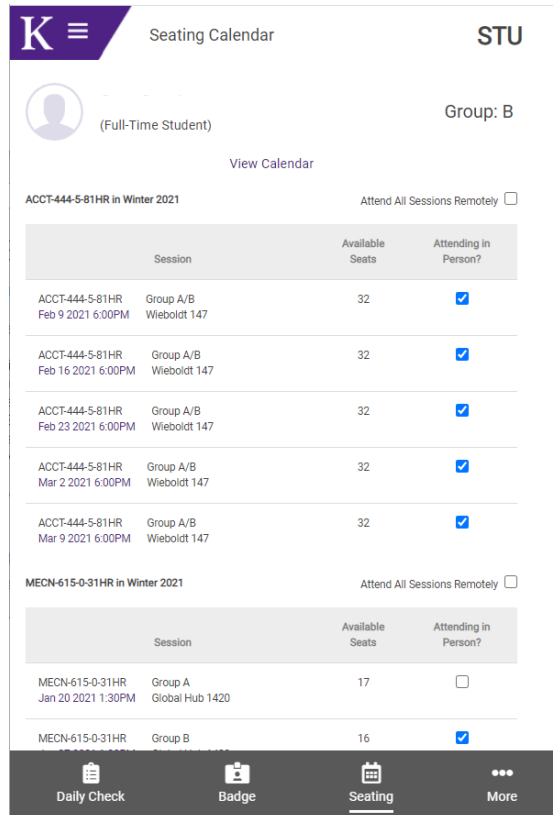 K
Seating Calendar
STU
(Full-Time Student)
Group: B
View Calendar
ACCT-444-5-81HR in Winter 2021 Attend All Sessions Remotely
Session Available Seats Attending in Person?
ACCT-444-5-81HR Group A/B 32
Feb 9 2021 6:00PM Wieboldt 147
ACCT-444-5-81HR Group A/B 32
Feb 16 2021 6:00PM Wieboldt 147
ACCT-444-5-81HR Group A/B 32
Feb 23 2021 6:00PM Wieboldt 147
ACCT-444-5-81HR Group A/B 32
Mar 2 2021 6:00PM Wieboldt 147
ACCT-444-5-81HR Group A/B 32
Mar 9 2021 6:00PM Wieboldt 147
MECN-615-0-31HR in Winter 2021 Attend All Sessions Remotely
Session Available Seats Attending in Person?
MECN-615-0-31HR Group A 17
Jan 20 2021 1:30PM Global Hub 1420
MECN-615-0-31HR Group B 16
Daily Check Badge Seating More